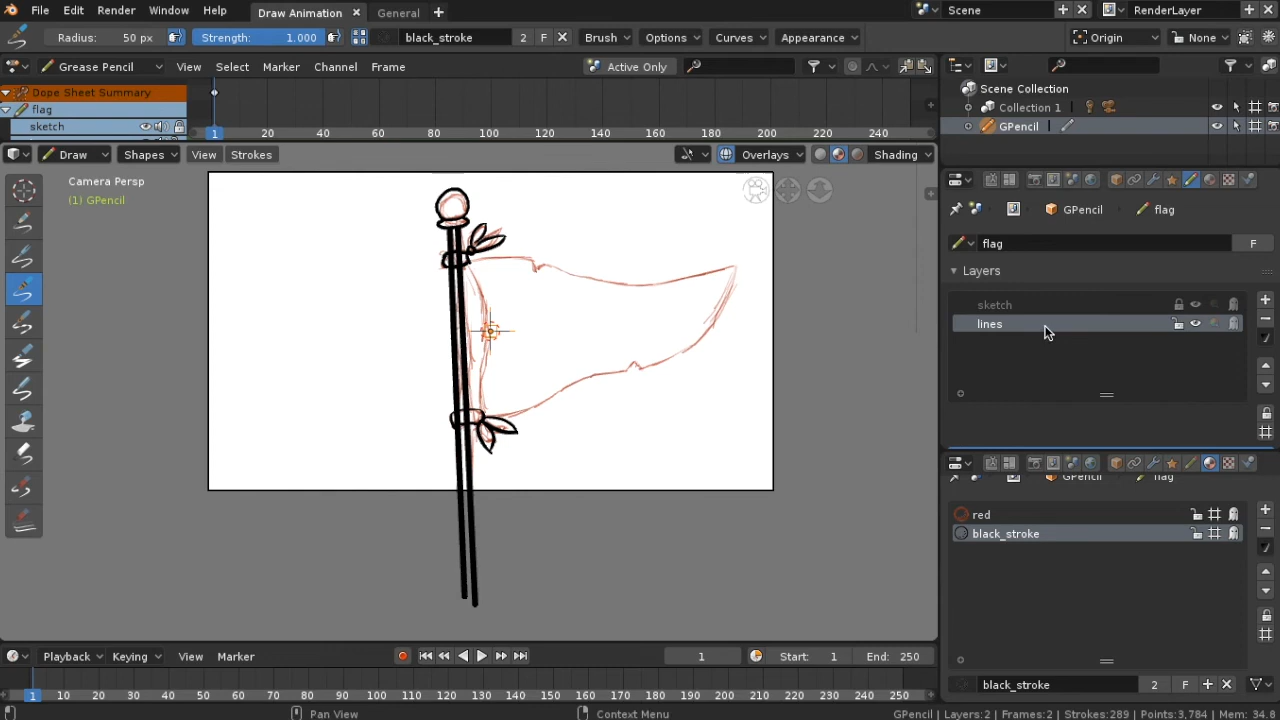 File Edit Render Window Help Draw Animation General Scene RenderLayer
Radius: 50 px Strength: 1.000 black_stroke 2 F Brush Options Curves Appearance Origin None
Grease Pencil View Select Marker Channel Frame Active Only
Dope Sheet Summary
flag
sketch
1 20 40 60 80 100 120 140 160 180 200 220 240
Scene Collection
Collection 1
GPencil
Draw Shapes View Strokes Overlays Shading
Camera Persp
(1) GPencil
GPencil flag
flag F
Layers
sketch
lines
GPencil flag
red
black_stroke
black_stroke 2 F
Playback Keying View Marker 1 Start: 1 End: 250
1 10 20 30 40 50 60 70 80 90 100 110 120 130 140 150 160 170 180 190 200 210 220 230 240 250
Pan View Context Menu GPencil | Layers:2 | Frames:2 | Strokes:289 | Points:3,784 | Mem: 34.8